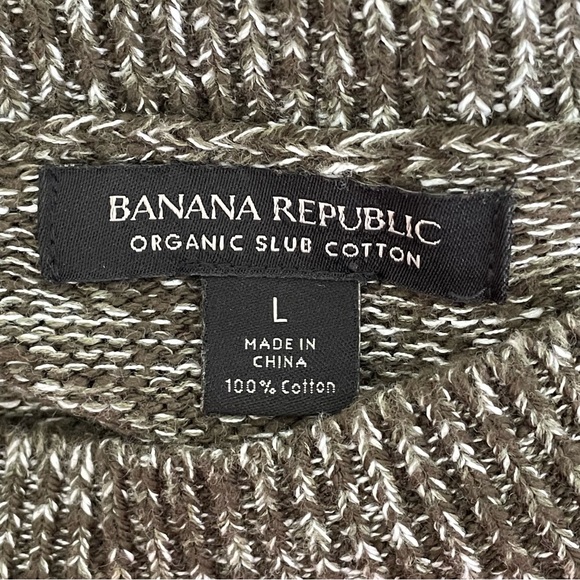 BANANA REPUBLIC
ORGANIC SLUB COTTON
L
MADE IN
CHINA
100% Cotton